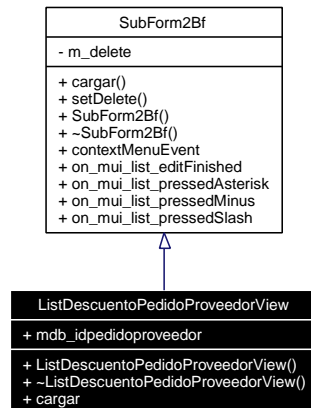 SubForm2Bf
- m_delete
+ cargar()
+ setDelete()
+ SubForm2Bf()
+ ~SubForm2Bf()
+ contextMenuEvent
+ on_mui_list_editFinished
+ on_mui_list_pressedAsterisk
+ on_mui_list_pressedMinus
+ on_mui_list_pressedSlash
ListDescuentoPedidoProveedorView
+ mdb_idpedidoproveedor
+ ListDescuentoPedidoProveedorView()
+ ~ListDescuentoPedidoProveedorView()
+ cargar